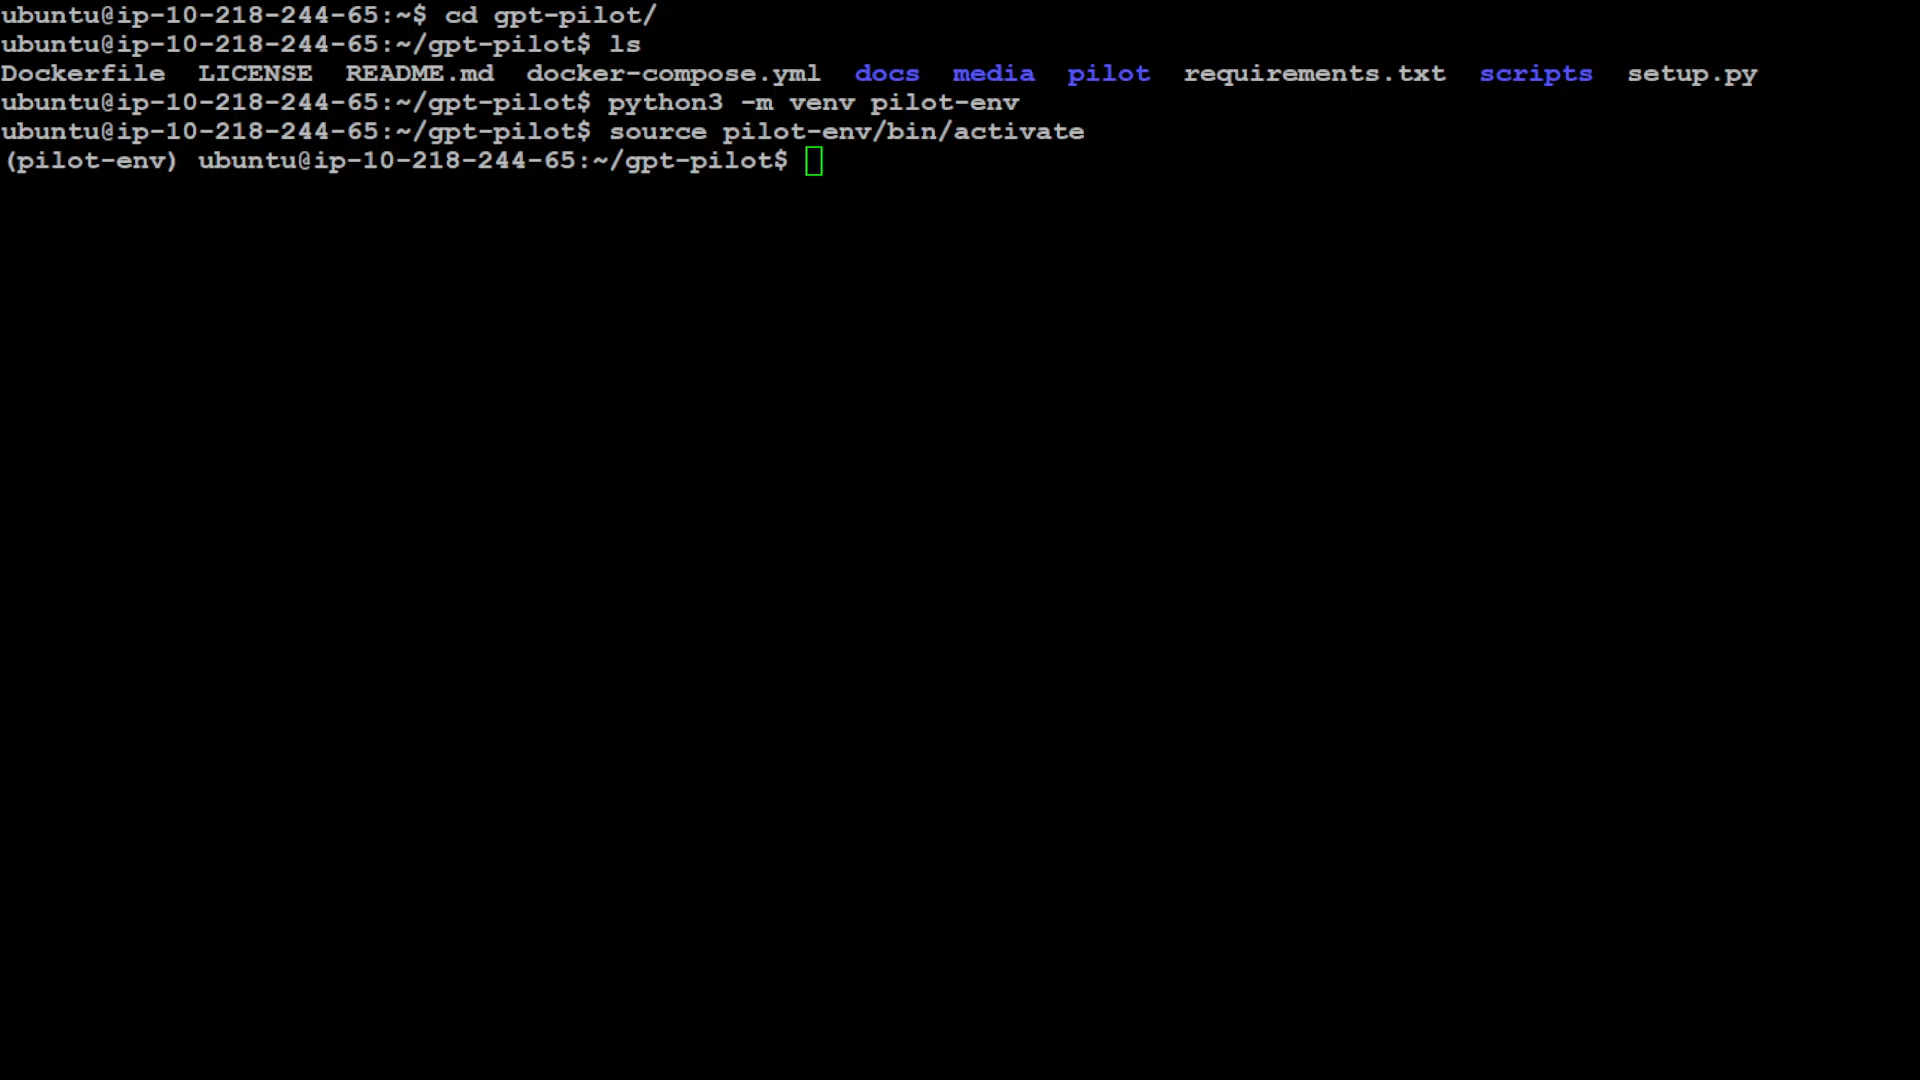 ubuntu@ip-10-218-244-65:~$ cd gpt-pilot/
ubuntu@ip-10-218-244-65:~/gpt-pilot$ ls
Dockerfile  LICENSE  README.md  docker-compose.yml  docs  media  pilot  requirements.txt  scripts  setup.py
ubuntu@ip-10-218-244-65:~/gpt-pilot$ python3 -m venv pilot-env
ubuntu@ip-10-218-244-65:~/gpt-pilot$ source pilot-env/bin/activate
(pilot-env) ubuntu@ip-10-218-244-65:~/gpt-pilot$